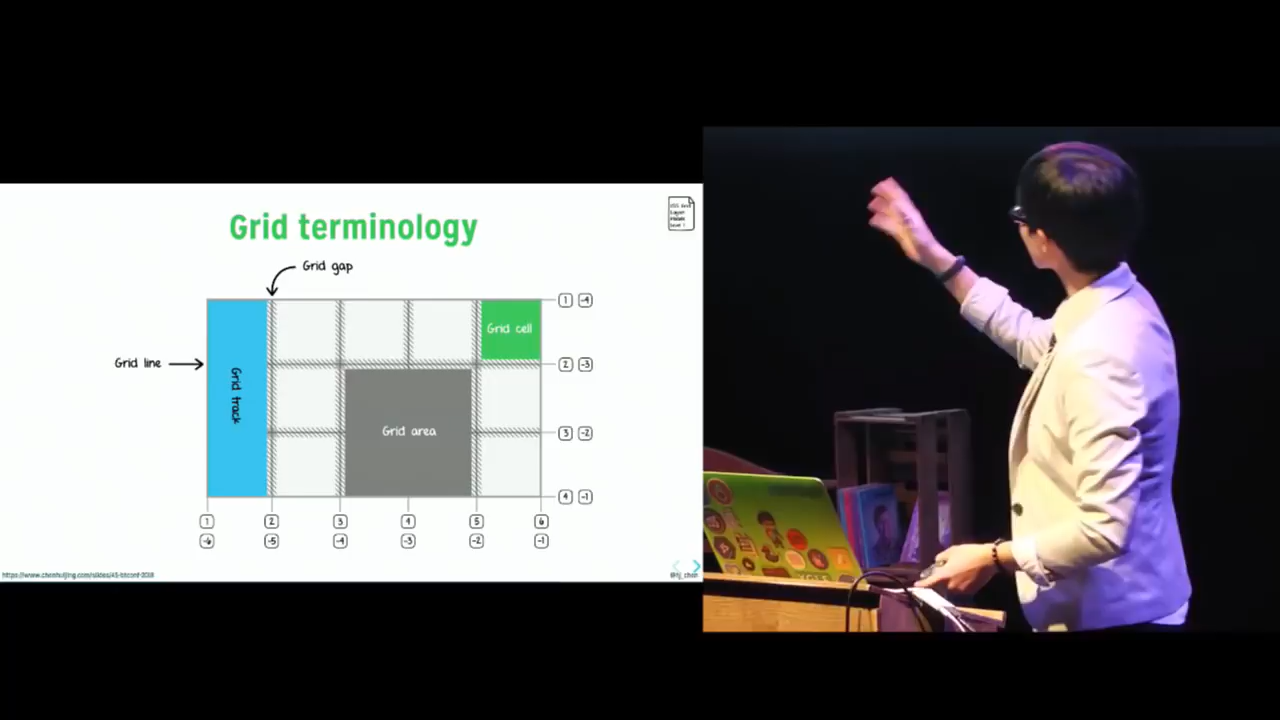 Grid terminology
Grid gap
Grid line
Grid track
Grid cell
Grid area
1 -4
2 -3
3 -2
4 -1
1 2 3 4 5 6
-6 -5 -4 -3 -2 -1